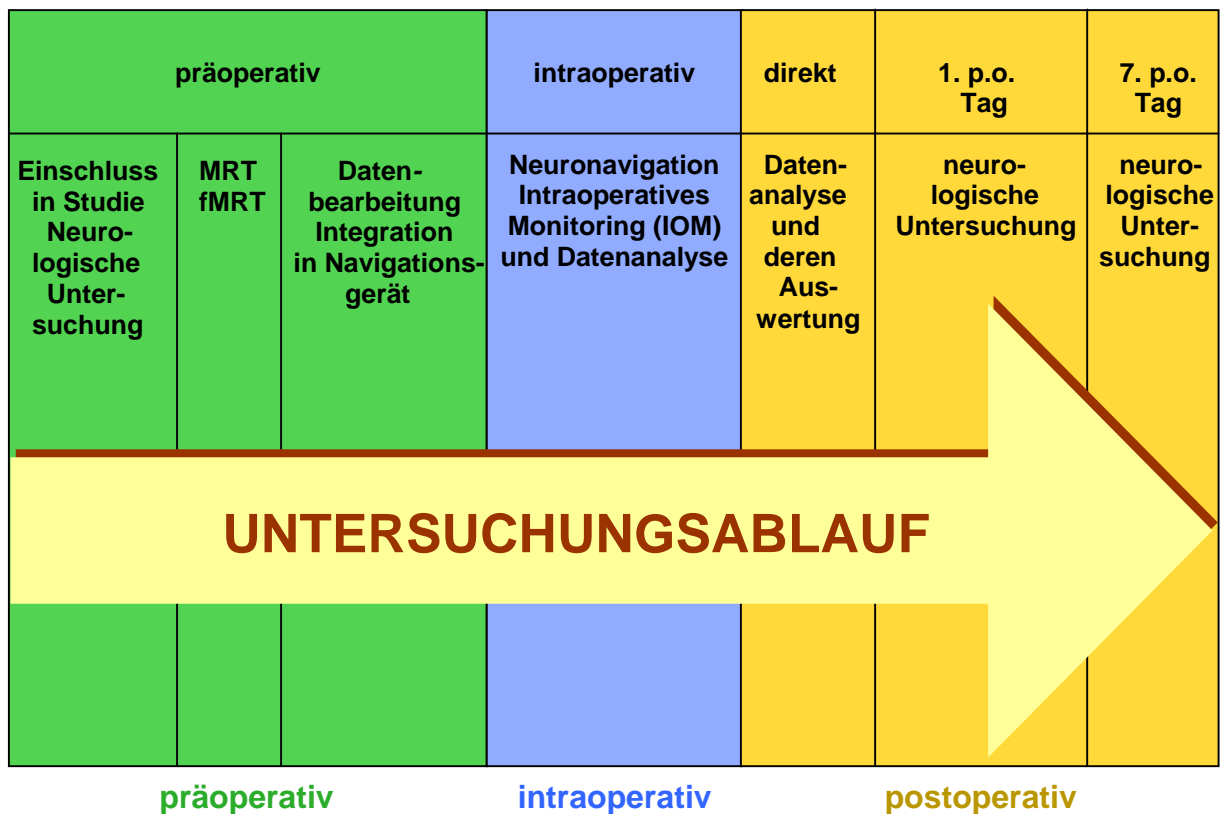 präoperativ
intraoperativ
direkt
1. p.o.
Tag
7. p.o.
Tag
Einschluss
in Studie
Neuro-
logische
Unter-
suchung
MRT
fMRT
Daten-
bearbeitung
Integration
in Navigations-
gerät
Neuronavigation
Intraoperatives
Monitoring (IOM)
und Datenanalyse
Daten-
analyse
und
deren
Aus-
wertung
neuro-
logische
Untersuchung
neuro-
logische
Unter-
suchung
UNTERSUCHUNGSABLAUF
präoperativ
intraoperativ
postoperativ